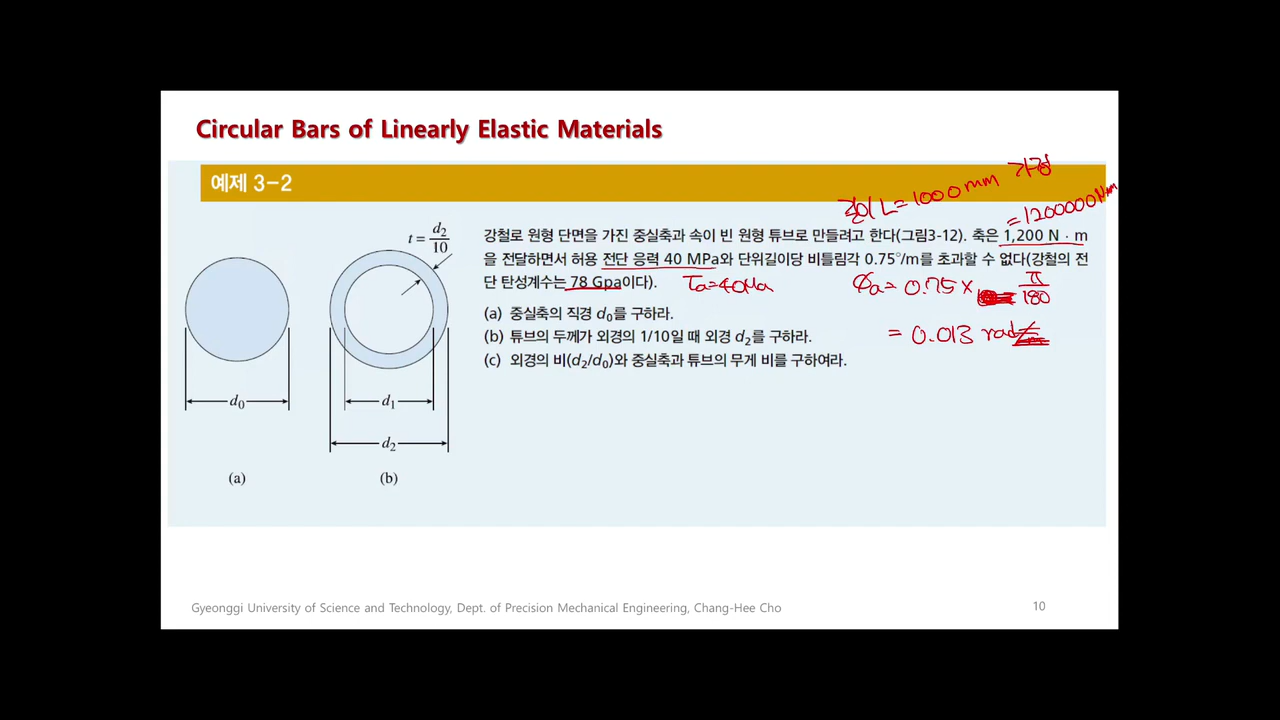 Circular Bars of Linearly Elastic Materials
예제 3-2
길이 L=1000mm 가정
=1200000Nmm
강철로 원형 단면을 가진 중실축과 속이 빈 원형 튜브로 만들려고 한다(그림3-12). 축은 1,200 N · m
을 전달하면서 허용 전단 응력 40 MPa와 단위길이당 비틀림각 0.75°/m를 초과할 수 없다(강철의 전
단 탄성계수는 78 Gpa이다).
τa=40MPa
ϕa= 0.75 × π/180
= 0.013 rad
(a) 중실축의 직경 d0를 구하라.
(b) 튜브의 두께가 외경의 1/10일 때 외경 d2를 구하라.
(c) 외경의 비(d2/d0)와 중실축과 튜브의 무게 비를 구하여라.
t = d2/10
d0
d1
d2
(a)
(b)
Gyeonggi University of Science and Technology, Dept. of Precision Mechanical Engineering, Chang-Hee Cho
10